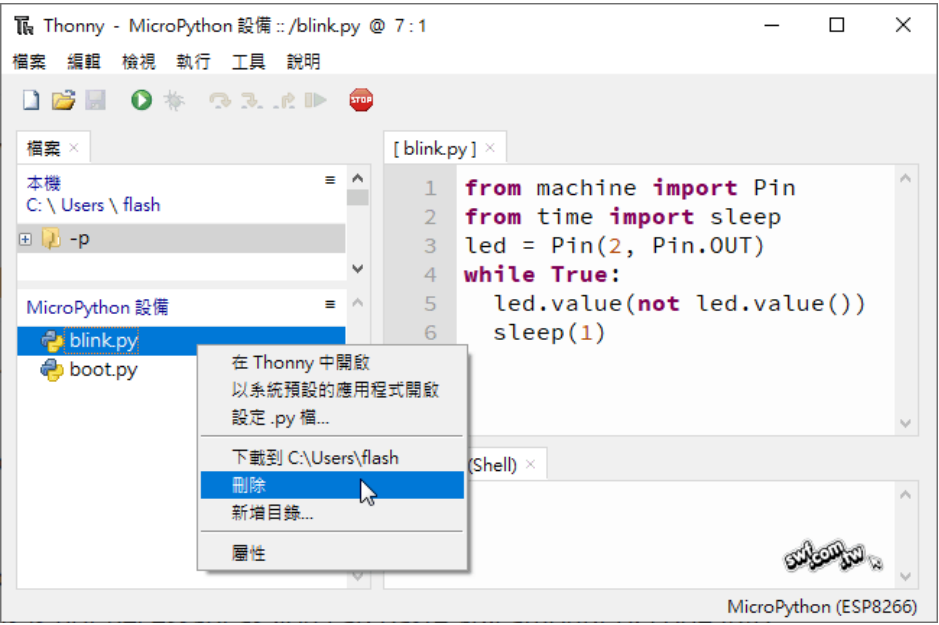 Thonny - MicroPython 設備 :: /blink.py @ 7 : 1
檔案 編輯 檢視 執行 工具 說明
STOP
檔案
本機
C: \ Users \ flash
-p
MicroPython 設備
blink.py
boot.py
在 Thonny 中開啟
以系統預設的應用程式開啟
設定 .py 檔...
下載到 C:\Users\flash
刪除
新增目錄...
屬性
[ blink.py ]
1 from machine import Pin
2 from time import sleep
3 led = Pin(2, Pin.OUT)
4 while True:
5 led.value(not led.value())
6 sleep(1)
(Shell)
swf.com.tw
MicroPython (ESP8266)